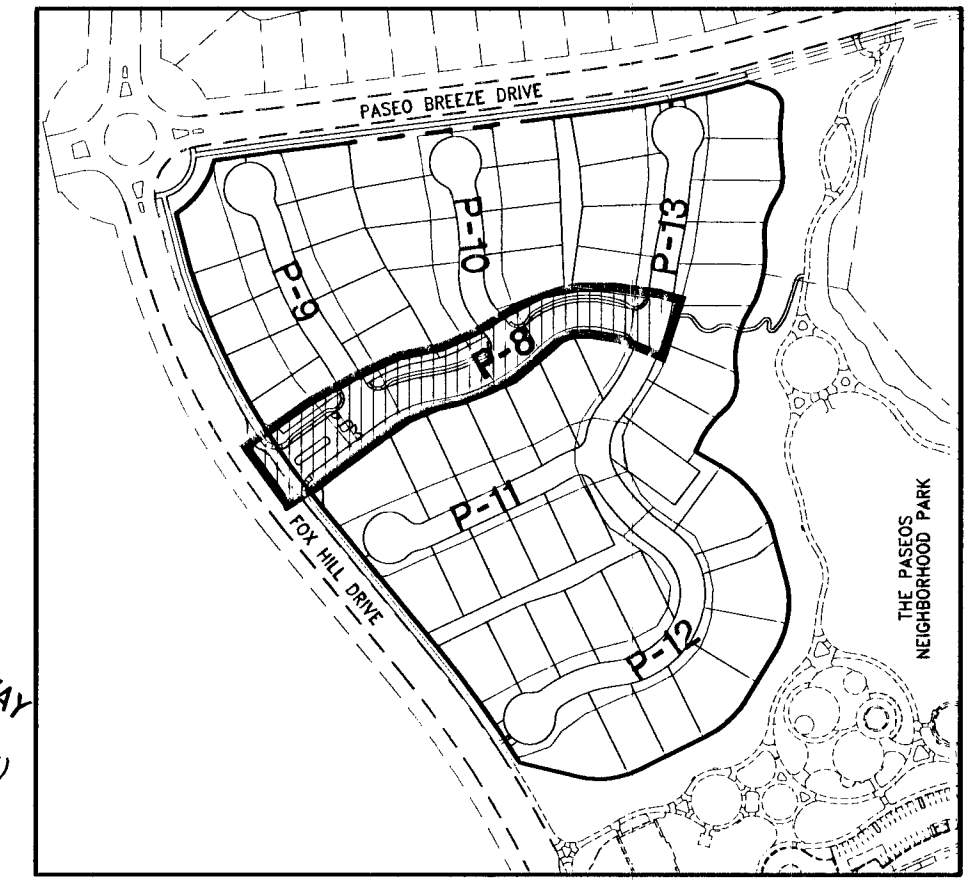 PASEO BREEZE DRIVE
P-9
P-10
P-13
P-8
P-11
P-12
FOX HILL DRIVE
THE PASEOS
NEIGHBORHOOD PARK